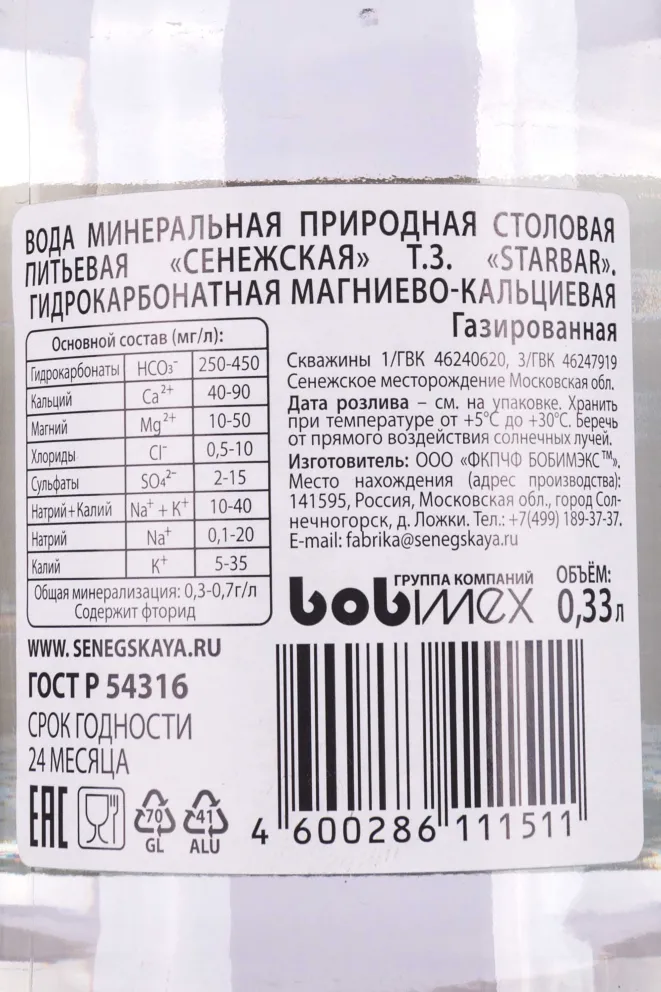 ВОДА МИНЕРАЛЬНАЯ ПРИРОДНАЯ СТОЛОВАЯ
ПИТЬЕВАЯ «СЕНЕЖСКАЯ» Т.З. «STARBAR».
ГИДРОКАРБОНАТНАЯ МАГНИЕВО-КАЛЬЦИЕВАЯ
Газированная
Основной состав (мг/л):
Гидрокарбонаты HCO₃⁻ 250-450
Кальций Ca²⁺ 40-90
Магний Mg²⁺ 10-50
Хлориды Cl⁻ 0,5-10
Сульфаты SO₄²⁻ 2-15
Натрий+Калий Na⁺ + K⁺ 10-40
Натрий Na⁺ 0,1-20
Калий K⁺ 5-35
Общая минерализация: 0,3-0,7г/л
Содержит фторид
Скважины 1/ГВК 46240620, 3/ГВК 46247919
Сенежское месторождение Московская обл.
Дата розлива – см. на упаковке. Хранить
при температуре от +5°C до +30°C. Беречь
от прямого воздействия солнечных лучей.
Изготовитель: ООО «ФКПЧФ БОБИМЭКС™».
Место нахождения (адрес производства):
141595, Россия, Московская обл., город Сол-
нечногорск, д. Ложки. Тел.: +7(499) 189-37-37.
E-mail: fabrika@senegskaya.ru
ГРУППА КОМПАНИЙ
bobimex
ОБЪЁМ:
0,33л
WWW. SENEGSKAYA.RU
ГОСТ Р 54316
СРОК ГОДНОСТИ
24 МЕСЯЦА
EAC
70
GL
41
ALU
4 600286 111511